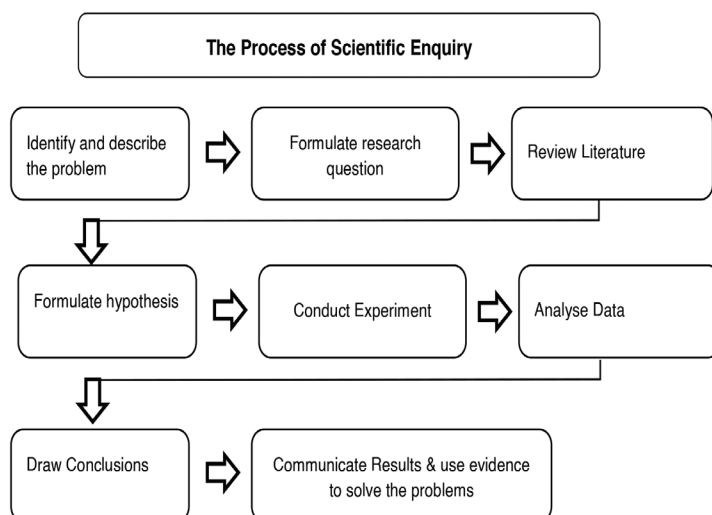 The Process of Scientific Enquiry
Identify and describe
the problem
Formulate research
question
Review Literature
Formulate hypothesis
Conduct Experiment
Analyse Data
Draw Conclusions
Communicate Results & use evidence
to solve the problems